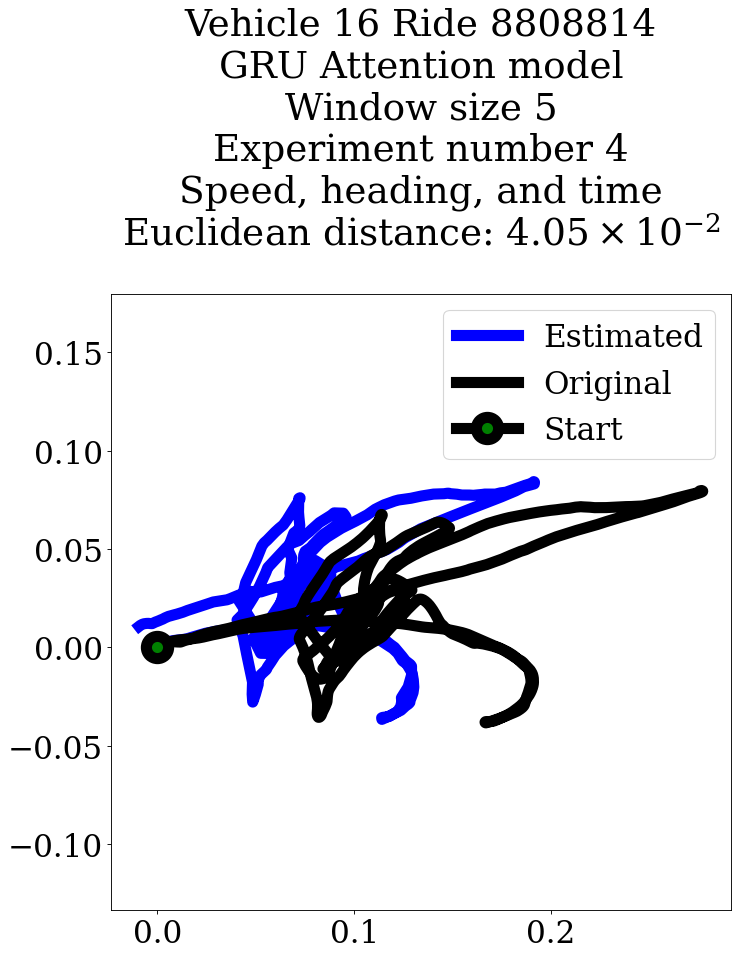 Vehicle 16 Ride 8808814
GRU Attention model
Window size 5
Experiment number 4
Speed, heading, and time
Euclidean distance: 4.05 × 10⁻²
Estimated
Original
Start
0.15
0.10
0.05
0.00
−0.05
−0.10
0.0 0.1 0.2